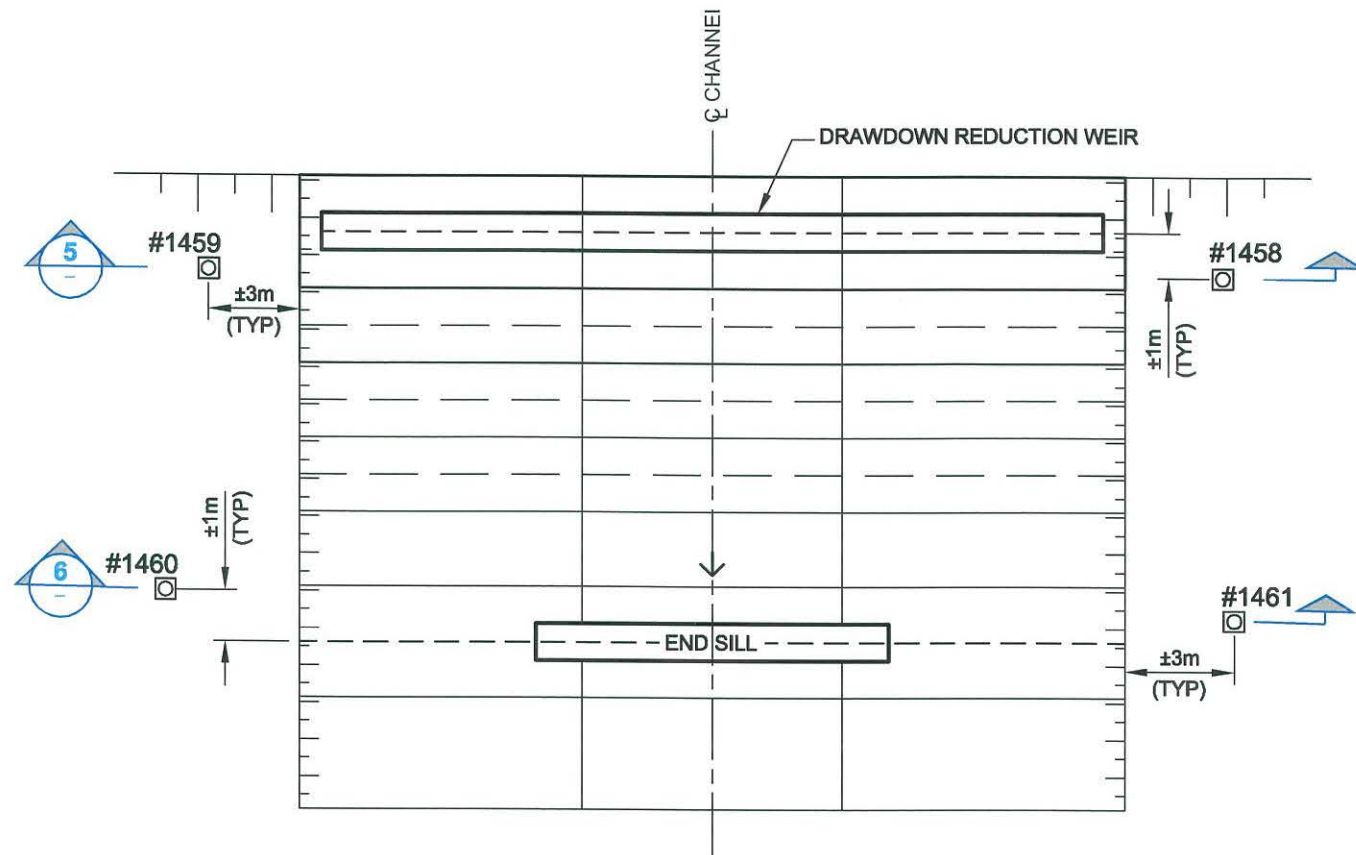 ℄ CHANNEL
DRAWDOWN REDUCTION WEIR
5
–
#1459
±3m
(TYP)
#1458
±1m
(TYP)
±1m
(TYP)
6
–
#1460
END SILL
#1461
±3m
(TYP)